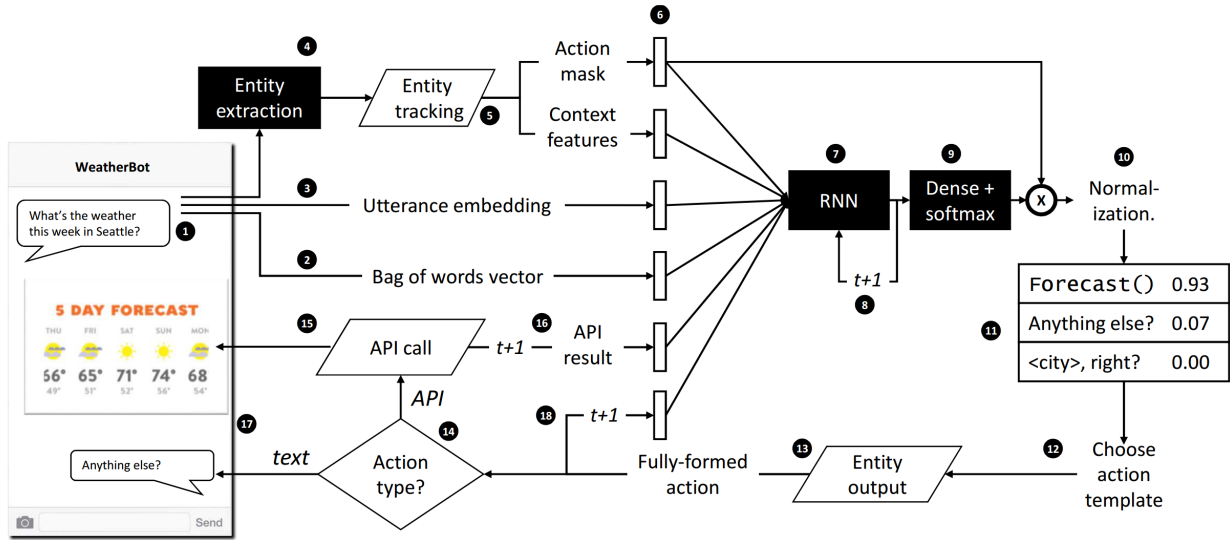 6
4
Action
mask
Entity
extraction
Entity
tracking
5
Context
features
WeatherBot
What's the weather
this week in Seattle?
1
3
Utterance embedding
2
Bag of words vector
7
RNN
t+1
8
9
Dense +
softmax
X
10
Normal-
ization.
11
Forecast() 0.93
Anything else? 0.07
<city>, right? 0.00
5 DAY FORECAST
THU FRI SAT SUN MON
66° 65° 71° 74° 68
49° 51° 52° 56° 54°
15
API call
t+1
16
API
result
API
18
t+1
17
text
14
Action
type?
Fully-formed
action
13
Entity
output
12
Choose
action
template
Anything else?
Send